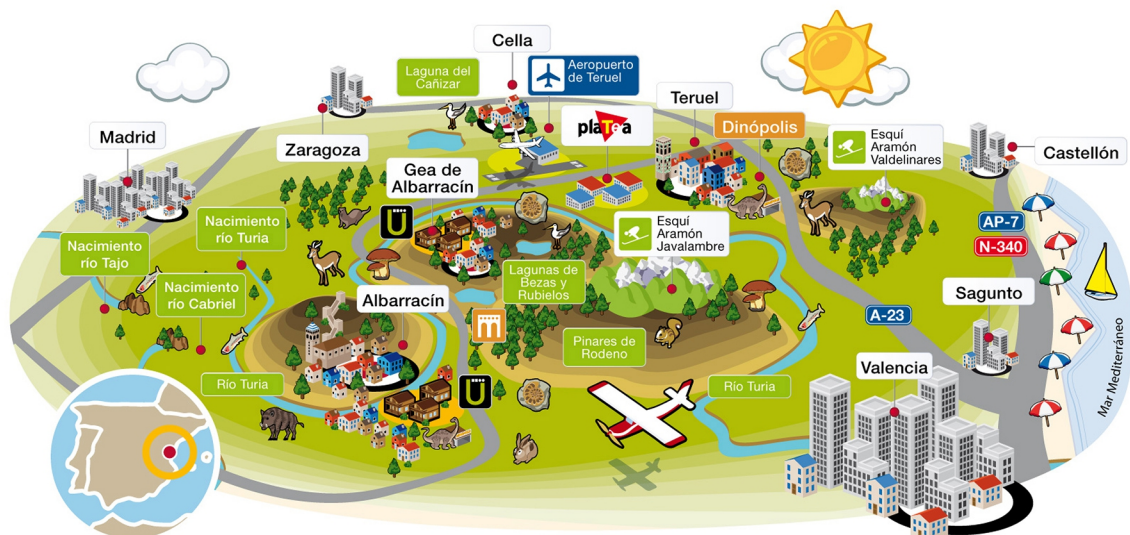 Cella
Laguna del
Cañizar
Aeropuerto
de Teruel
plaTea
Teruel
Dinópolis
Esquí
Aramón
Valdelinares
Castellón
Madrid
Zaragoza
Gea de
Albarracín
Esquí
Aramón
Javalambre
AP-7
N-340
Nacimiento
río Tajo
Nacimiento
río Turia
Nacimiento
río Cabriel
Albarracín
Lagunas de
Bezas y
Rubielos
Sagunto
A-23
Pinares de
Rodeno
Río Turia
Río Turia
Valencia
Mar Mediterráneo